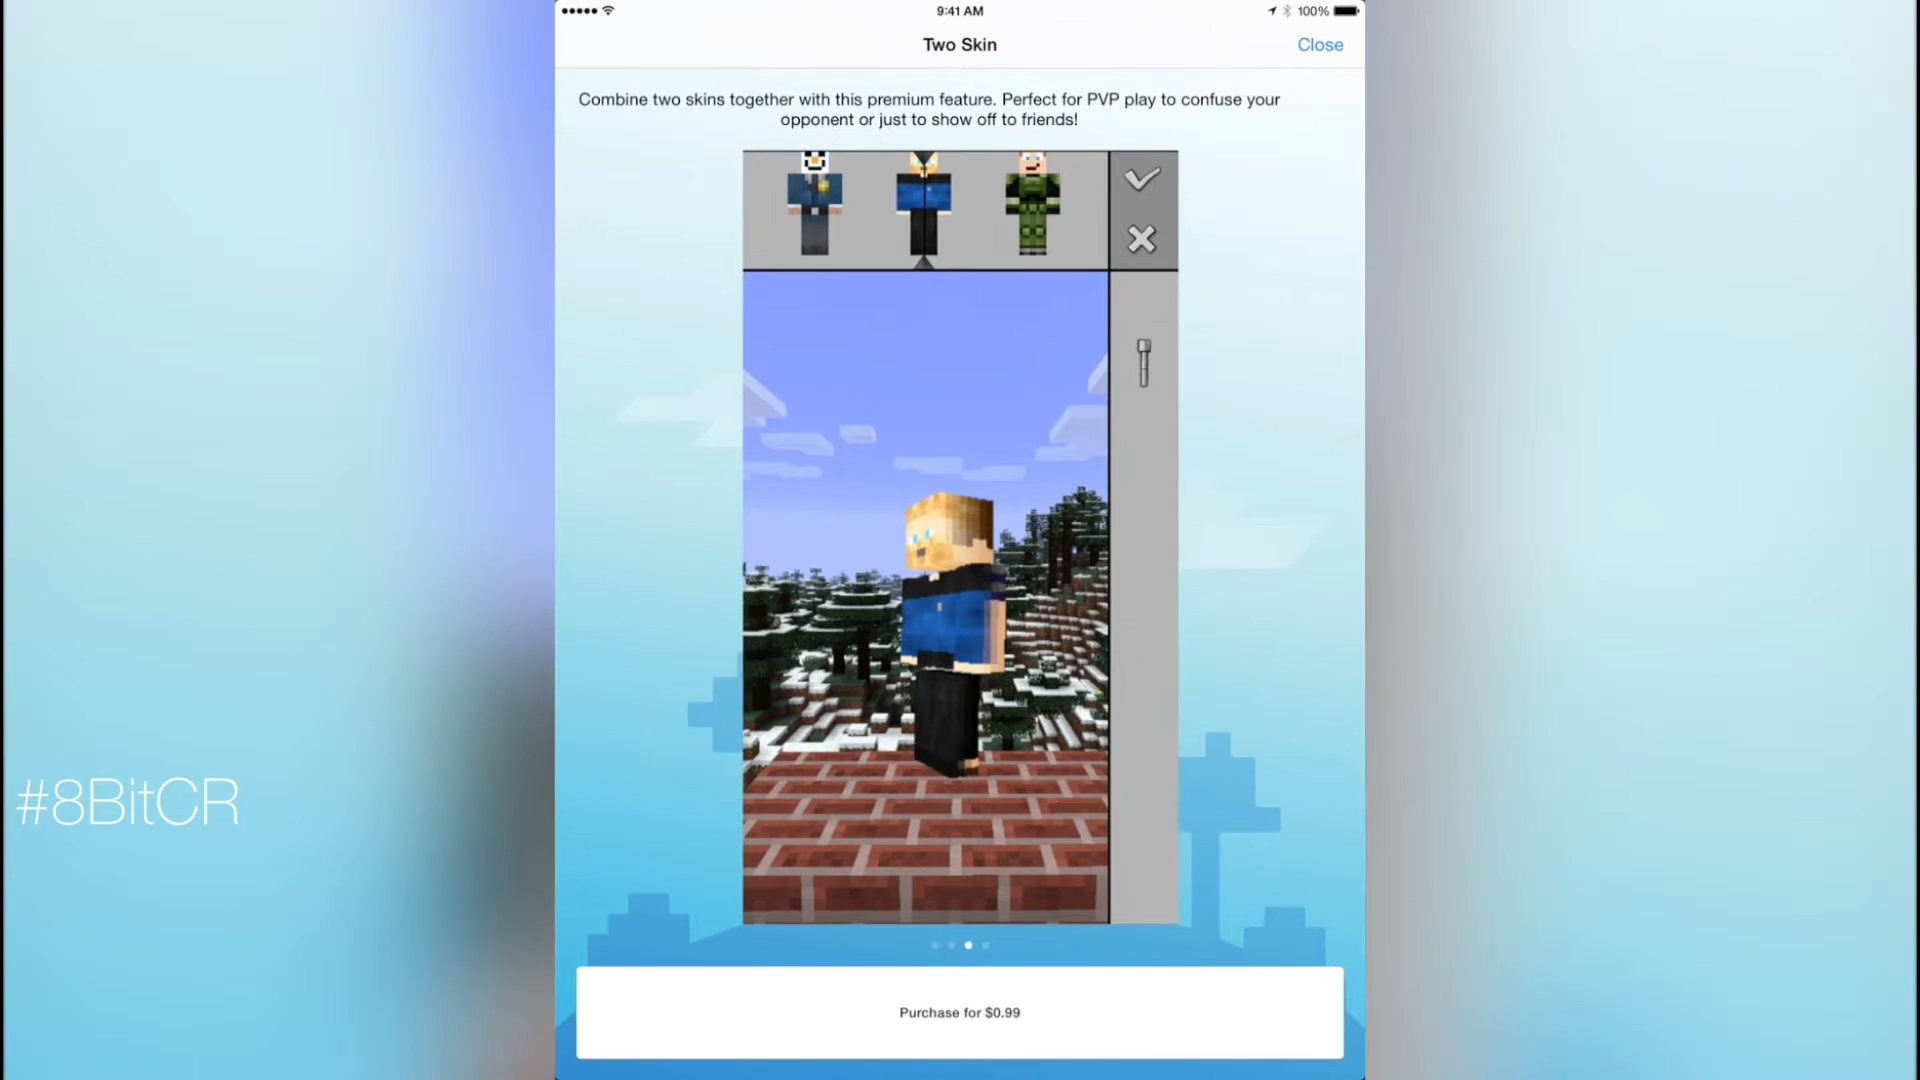 9:41 AM
100%
Two Skin
Close
Combine two skins together with this premium feature. Perfect for PVP play to confuse your
opponent or just to show off to friends!
#8BitCR
Purchase for $0.99